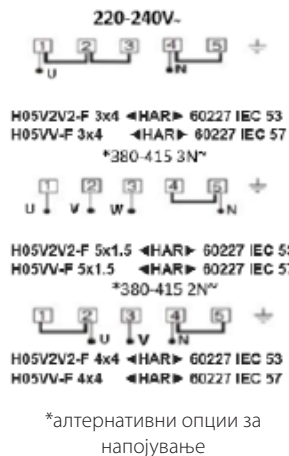 220-240V~
1 2 3 4 5
U N
H05V2V2-F 3x4 ◄HAR► 60227 IEC 53
H05VV-F 3x4 ◄HAR► 60227 IEC 57
*380-415 3N~
1 2 3 4 5
U V W N
H05V2V2-F 5x1.5 ◄HAR► 60227 IEC 53
H05VV-F 5x1.5 ◄HAR► 60227 IEC 57
*380-415 2N~
1 2 3 4 5
U V N
H05V2V2-F 4x4 ◄HAR► 60227 IEC 53
H05VV-F 4x4 ◄HAR► 60227 IEC 57
*алтернативни опции за
напојување